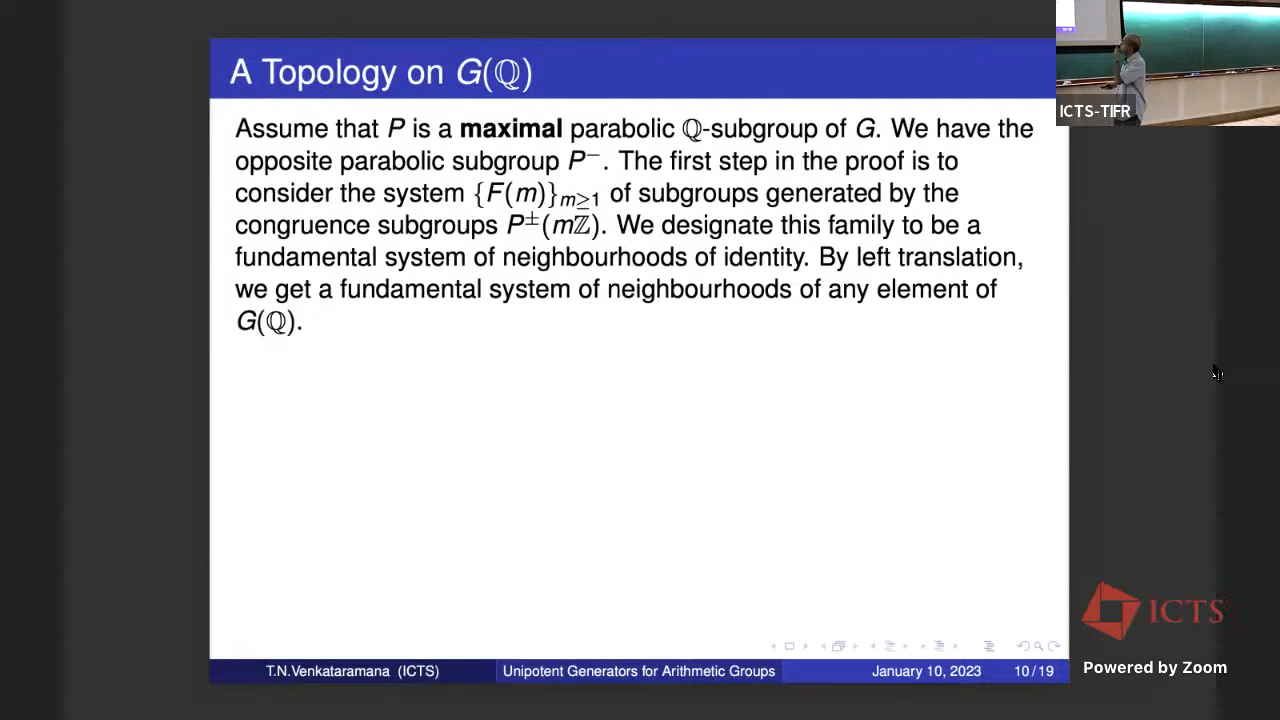 A Topology on G(ℚ)
Assume that P is a maximal parabolic ℚ-subgroup of G. We have the
opposite parabolic subgroup P⁻. The first step in the proof is to
consider the system {F(m)}ₘ≥₁ of subgroups generated by the
congruence subgroups P±(mℤ). We designate this family to be a
fundamental system of neighbourhoods of identity. By left translation,
we get a fundamental system of neighbourhoods of any element of
G(ℚ).
ICTS-TIFR
ICTS
Powered by Zoom
T.N.Venkataramana (ICTS) Unipotent Generators for Arithmetic Groups January 10, 2023 10/19